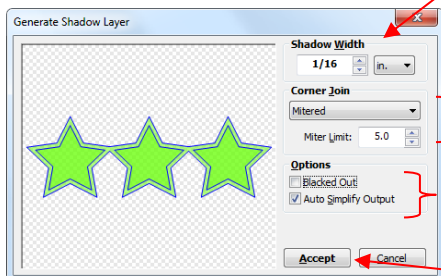 Generate Shadow Layer
Shadow Width
1/16 in.
Corner Join
Mitered
Miter Limit: 5.0
Options
Blacked Out
Auto Simplify Output
Accept Cancel